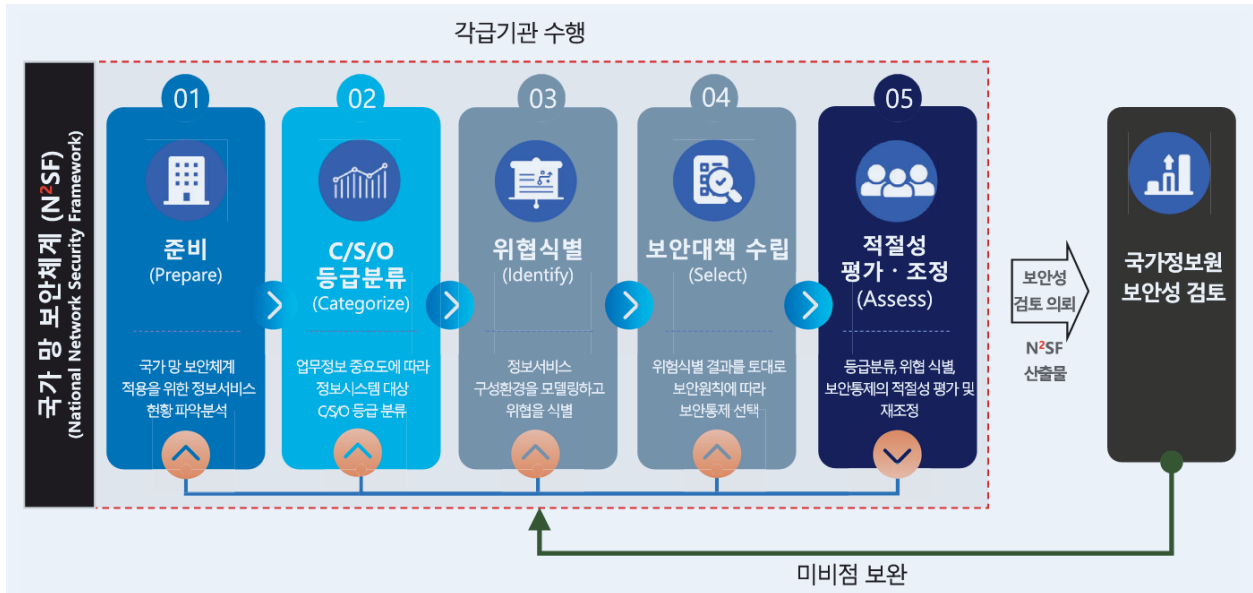 각급기관 수행
국가 망 보안체계 (N²SF)
(National Network Security Framework)
01
준비
(Prepare)
국가 망 보안체계
적용을 위한 정보서비스
현황 파악분석
02
C/S/O
등급분류
(Categorize)
업무정보 중요도에 따라
정보시스템 대상
C/S/O 등급 분류
03
위협식별
(Identify)
정보서비스
구성환경을 모델링하고
위협을 식별
04
보안대책 수립
(Select)
위험식별 결과를 토대로
보안원칙에 따라
보안통제 선택
05
적절성
평가 · 조정
(Assess)
등급분류, 위협 식별,
보안통제의 적절성 평가 및
재조정
보안성
검토 의뢰
N²SF
산출물
국가정보원
보안성 검토
미비점 보완